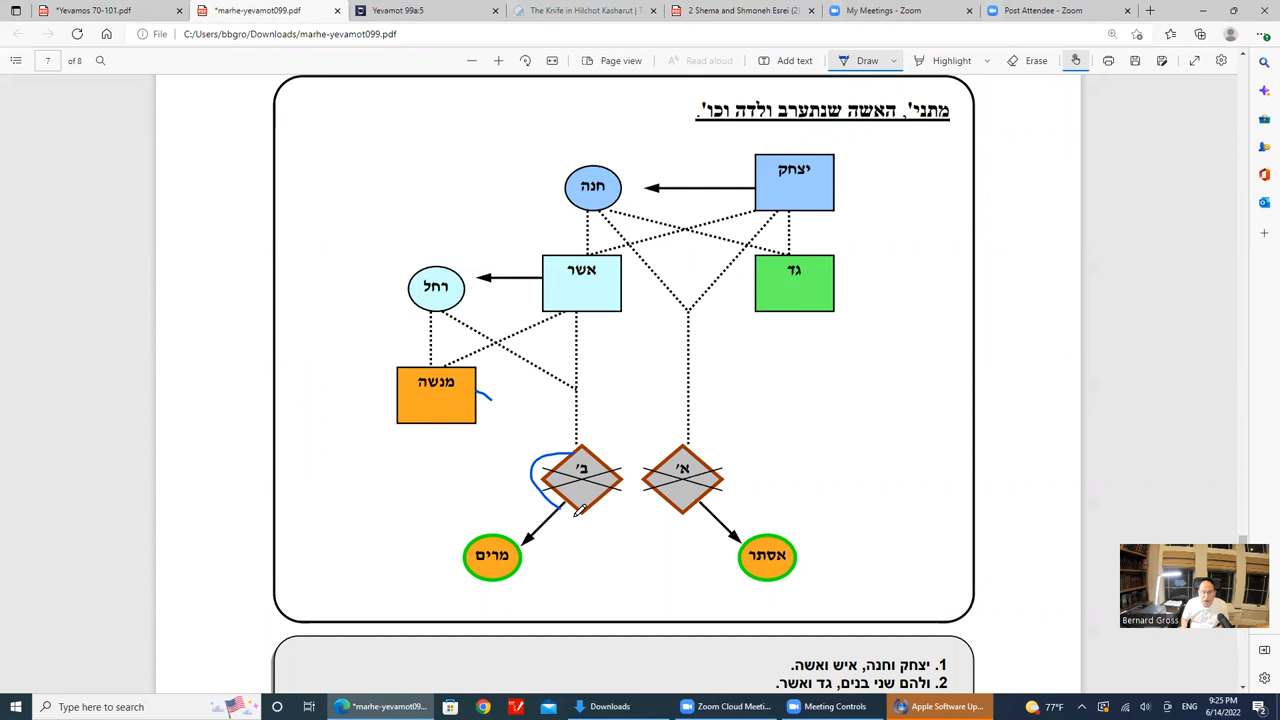 *Yevamos 70-101.pdf
*marhe-yevamot099.pdf
Yevamot 99a:5
The Knife in Hilchot Kasharut | T
2 Shema and Shmoneh Esrei (2)
My Meetings - Zoom
Post Attendee - Zoom
File
C:/Users/bbgro/Downloads/marhe-yevamot099.pdf
7 of 8
Page view
Read aloud
Add text
Draw
Highlight
Erase
מתני', האשה שנתערב ולדה וכו'.
יצחק
חנה
אשר
גד
רחל
מנשה
ב'
א'
מרים
אסתר
Bernard Gross
1. יצחק וחנה, איש ואשה.
2. ולהם שני בנים, גד ואשר.
Type here to search
*marhe-yevamot09...
Downloads
Zoom Cloud Meeti...
Meeting Controls
Apple Software Up...
77°F
ENG
9:25 PM
6/14/2022